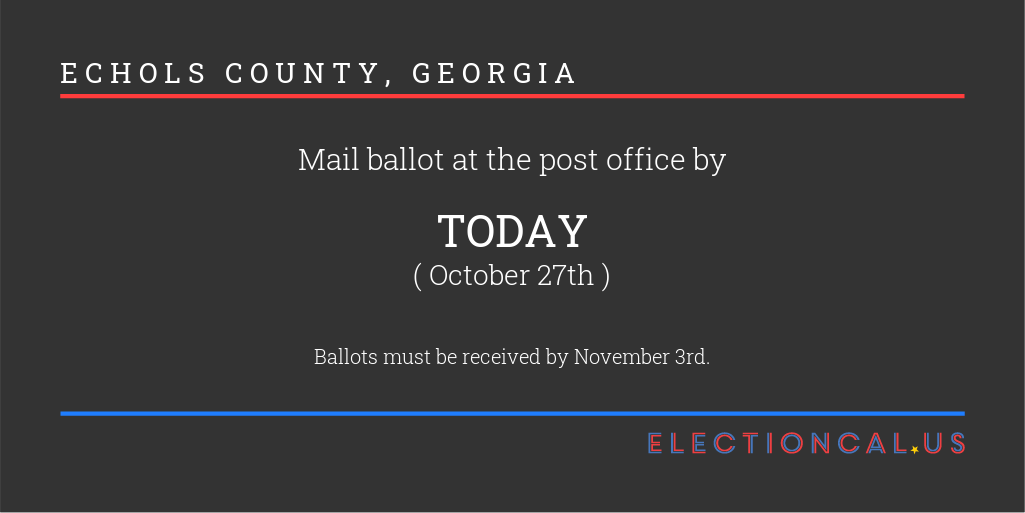 ECHOLS COUNTY, GEORGIA
Mail ballot at the post office by
TODAY
( October 27th )
Ballots must be received by November 3rd.
ELECTIONCAL.US